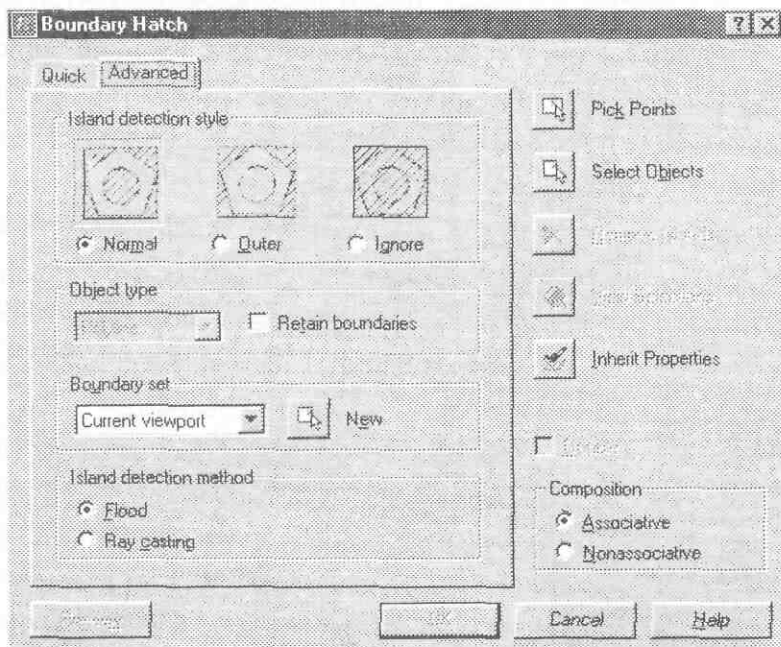 Boundary Hatch
Quick Advanced
Island detection style
Normal Outer Ignore
Object type
Retain boundaries
Boundary set
Current viewport New
Island detection method
Flood
Ray casting
Pick Points
Select Objects
Inherit Properties
Composition
Associative
Nonassociative
Cancel Help